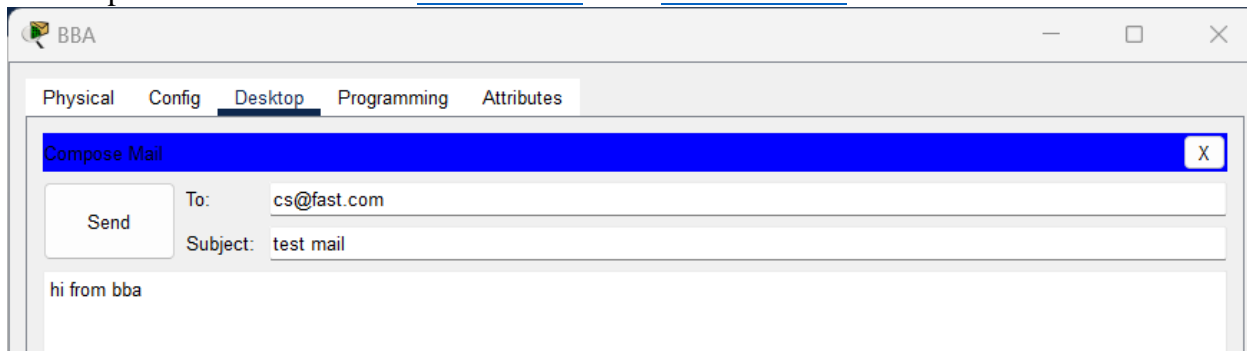 BBA
Physical Config Desktop Programming Attributes
Compose Mail X
Send
To: cs@fast.com
Subject: test mail
hi from bba